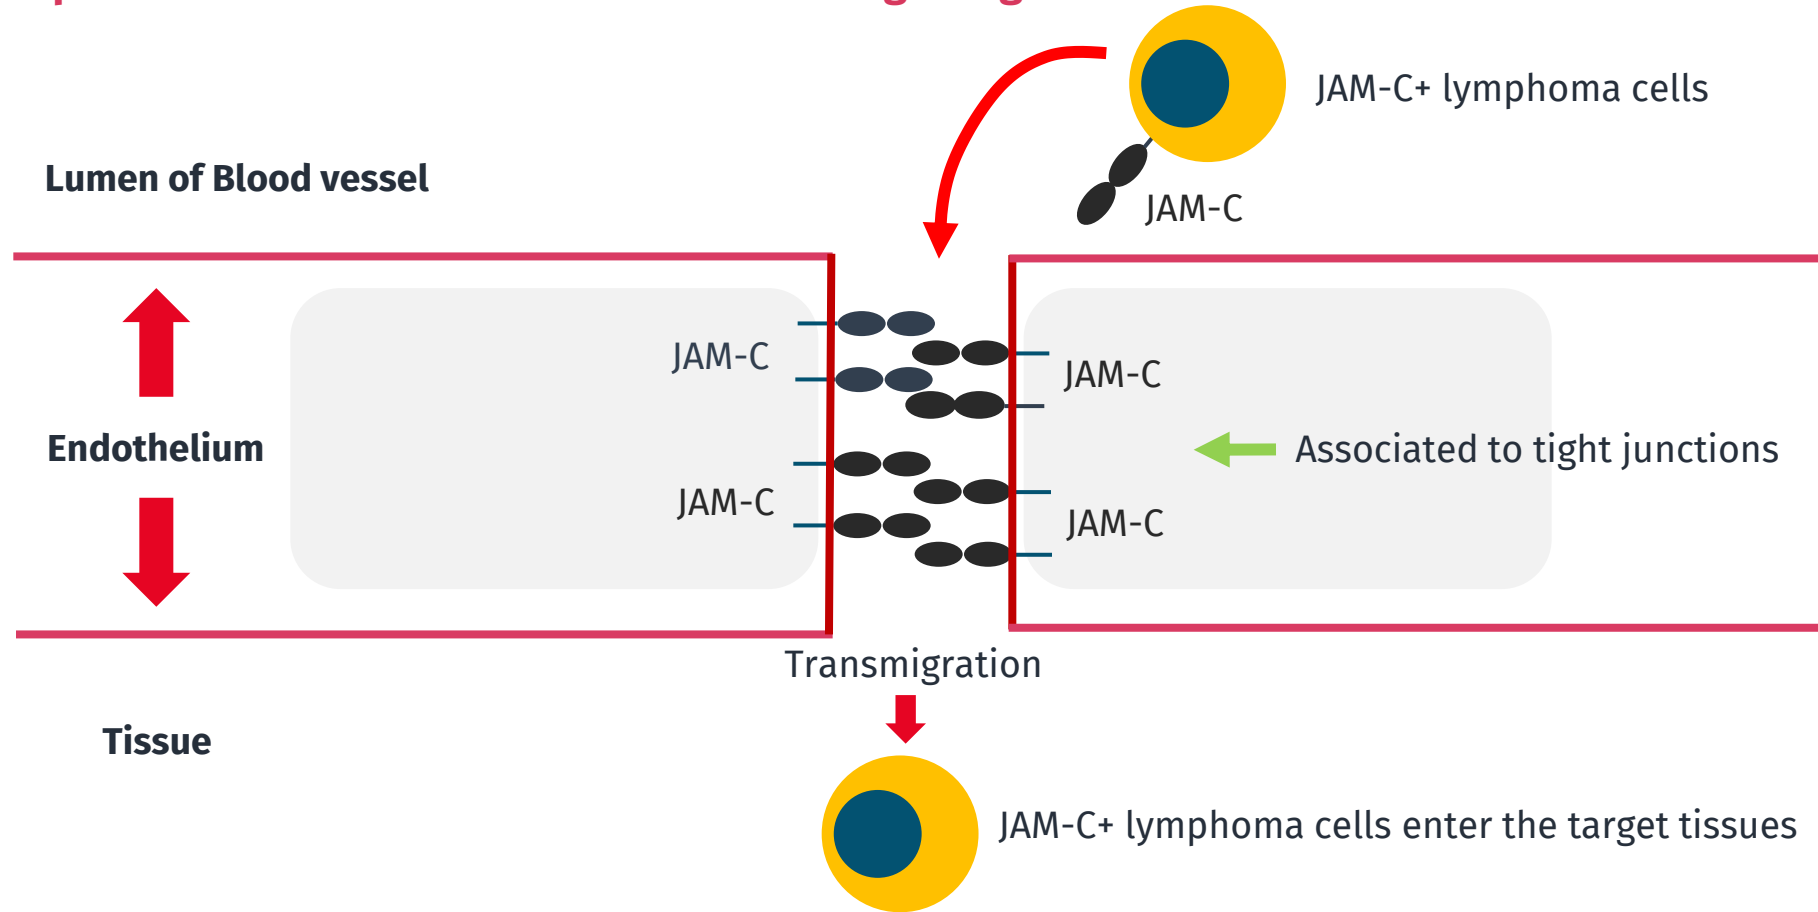 JAM-C+ lymphoma cells
Lumen of Blood vessel
JAM-C
JAM-C
JAM-C
Endothelium
Associated to tight junctions
JAM-C
JAM-C
Transmigration
Tissue
JAM-C+ lymphoma cells enter the target tissues